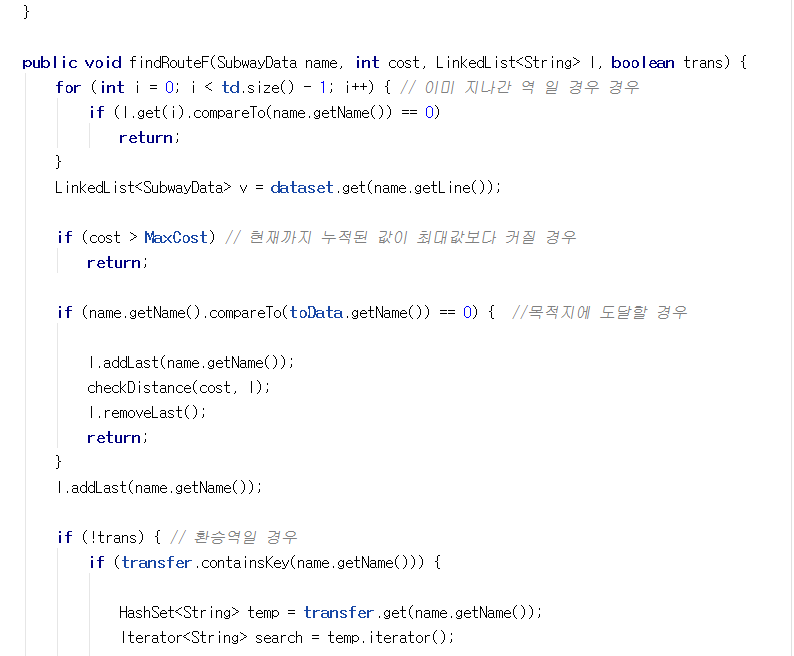 }
public void findRouteF(SubwayData name, int cost, LinkedList<String> l, boolean trans) {
for (int i = 0; i < td.size() - 1; i++) { // 이미 지나간 역 일 경우 경우
if (l.get(i).compareTo(name.getName()) == 0)
return;
}
LinkedList<SubwayData> v = dataset.get(name.getLine());
if (cost > MaxCost) // 현재까지 누적된 값이 최대값보다 커질 경우
return;
if (name.getName().compareTo(toData.getName()) == 0) { //목적지에 도달할 경우
l.addLast(name.getName());
checkDistance(cost, l);
l.removeLast();
return;
}
l.addLast(name.getName());
if (!trans) { // 환승역일 경우
if (transfer.containsKey(name.getName())) {
HashSet<String> temp = transfer.get(name.getName());
Iterator<String> search = temp.iterator();